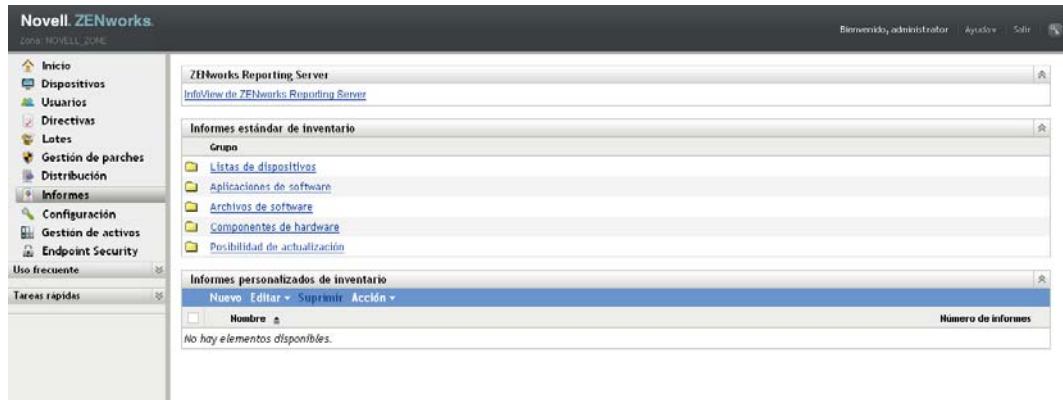 Novell. ZENworks.
Zona: NOVELL_ZONE
Bienvenido, administrator Ayuda Salir
Inicio
Dispositivos
Usuarios
Directivas
Lotes
Gestión de parches
Distribución
Informes
Configuración
Gestión de activos
Endpoint Security
Uso frecuente
Tareas rápidas
ZENworks Reporting Server
InfoView de ZENworks Reporting Server
Informes estándar de inventario
Grupo
Listas de dispositivos
Aplicaciones de software
Archivos de software
Componentes de hardware
Posibilidad de actualización
Informes personalizados de inventario
Nuevo Editar Suprimir Acción
Nombre Número de informes
No hay elementos disponibles.